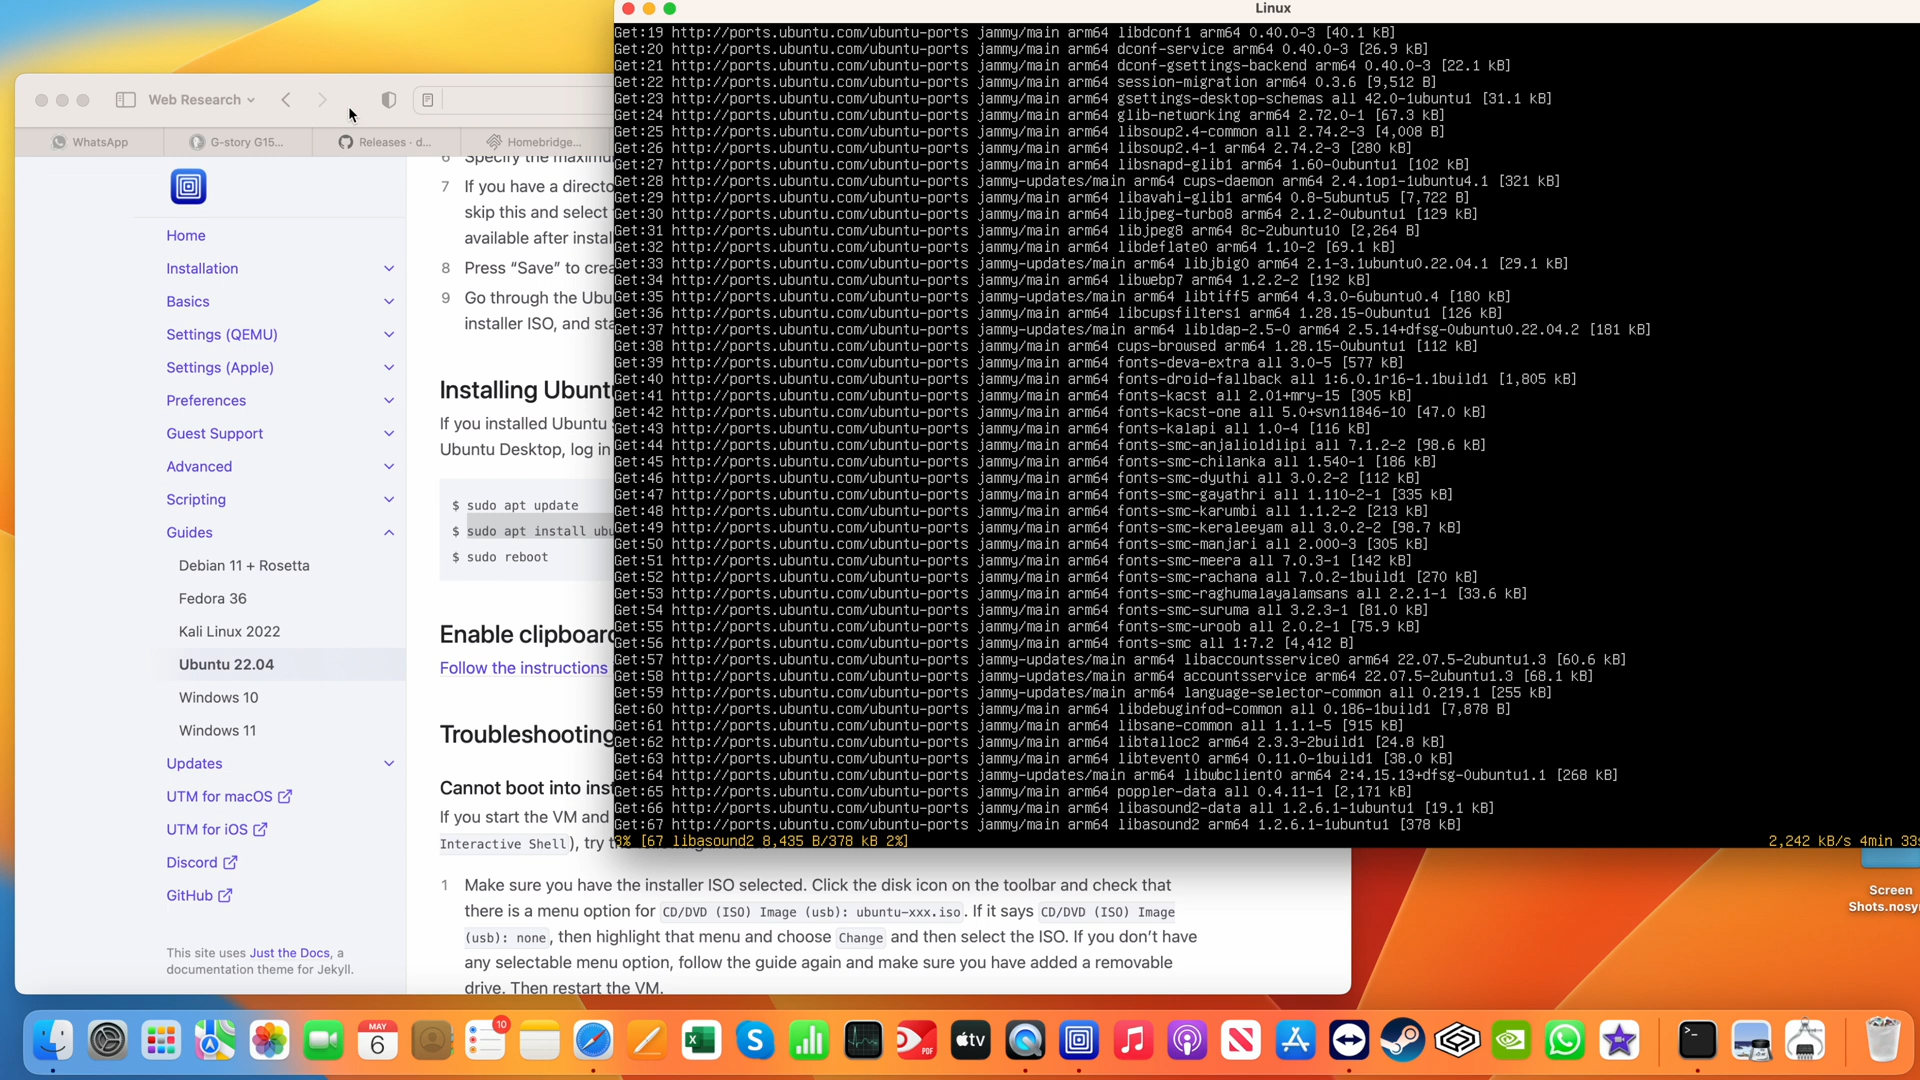 Linux
Get:19 http://ports.ubuntu.com/ubuntu-ports jammy/main arm64 libdconf1 arm64 0.40.0-3 [40.1 kB]
Get:20 http://ports.ubuntu.com/ubuntu-ports jammy/main arm64 dconf-service arm64 0.40.0-3 [26.9 kB]
Get:21 http://ports.ubuntu.com/ubuntu-ports jammy/main arm64 dconf-gsettings-backend arm64 0.40.0-3 [22.1 kB]
Get:22 http://ports.ubuntu.com/ubuntu-ports jammy/main arm64 session-migration arm64 0.3.6 [9,512 B]
Get:23 http://ports.ubuntu.com/ubuntu-ports jammy/main arm64 gsettings-desktop-schemas all 42.0-1ubuntu1 [31.1 kB]
Get:24 http://ports.ubuntu.com/ubuntu-ports jammy/main arm64 glib-networking arm64 2.72.0-1 [67.3 kB]
Get:25 http://ports.ubuntu.com/ubuntu-ports jammy/main arm64 libsoup2.4-common all 2.74.2-3 [4,008 B]
Get:26 http://ports.ubuntu.com/ubuntu-ports jammy/main arm64 libsoup2.4-1 arm64 2.74.2-3 [280 kB]
Get:27 http://ports.ubuntu.com/ubuntu-ports jammy/main arm64 libsnapd-glib1 arm64 1.60-0ubuntu1 [102 kB]
Get:28 http://ports.ubuntu.com/ubuntu-ports jammy-updates/main arm64 cups-daemon arm64 2.4.1op1-1ubuntu4.1 [321 kB]
Get:29 http://ports.ubuntu.com/ubuntu-ports jammy/main arm64 libavahi-glib1 arm64 0.8-5ubuntu5 [7,722 B]
Get:30 http://ports.ubuntu.com/ubuntu-ports jammy/main arm64 libjpeg-turbo8 arm64 2.1.2-0ubuntu1 [129 kB]
Get:31 http://ports.ubuntu.com/ubuntu-ports jammy/main arm64 libjpeg8 arm64 8c-2ubuntu10 [2,264 B]
Get:32 http://ports.ubuntu.com/ubuntu-ports jammy/main arm64 libdeflate0 arm64 1.10-2 [69.1 kB]
Get:33 http://ports.ubuntu.com/ubuntu-ports jammy-updates/main arm64 libjbig0 arm64 2.1-3.1ubuntu0.22.04.1 [29.1 kB]
Get:34 http://ports.ubuntu.com/ubuntu-ports jammy/main arm64 libwebp7 arm64 1.2.2-2 [192 kB]
Get:35 http://ports.ubuntu.com/ubuntu-ports jammy-updates/main arm64 libtiff5 arm64 4.3.0-6ubuntu0.4 [180 kB]
Get:36 http://ports.ubuntu.com/ubuntu-ports jammy/main arm64 libcupsfilters1 arm64 1.28.15-0ubuntu1 [126 kB]
Get:37 http://ports.ubuntu.com/ubuntu-ports jammy-updates/main arm64 libldap-2.5-0 arm64 2.5.14+dfsg-0ubuntu0.22.04.2 [181 kB]
Get:38 http://ports.ubuntu.com/ubuntu-ports jammy/main arm64 cups-browsed arm64 1.28.15-0ubuntu1 [112 kB]
Get:39 http://ports.ubuntu.com/ubuntu-ports jammy/main arm64 fonts-deva-extra all 3.0-5 [577 kB]
Get:40 http://ports.ubuntu.com/ubuntu-ports jammy/main arm64 fonts-droid-fallback all 1:6.0.1r16-1.1build1 [1,805 kB]
Get:41 http://ports.ubuntu.com/ubuntu-ports jammy/main arm64 fonts-kacst all 2.01+mry-15 [305 kB]
Get:42 http://ports.ubuntu.com/ubuntu-ports jammy/main arm64 fonts-kacst-one all 5.0+svn11846-10 [47.0 kB]
Get:43 http://ports.ubuntu.com/ubuntu-ports jammy/main arm64 fonts-kalapi all 1.0-4 [116 kB]
Get:44 http://ports.ubuntu.com/ubuntu-ports jammy/main arm64 fonts-smc-anjalioldlipi all 7.1.2-2 [98.6 kB]
Get:45 http://ports.ubuntu.com/ubuntu-ports jammy/main arm64 fonts-smc-chilanka all 1.540-1 [186 kB]
Get:46 http://ports.ubuntu.com/ubuntu-ports jammy/main arm64 fonts-smc-dyuthi all 3.0.2-2 [112 kB]
Get:47 http://ports.ubuntu.com/ubuntu-ports jammy/main arm64 fonts-smc-gayathri all 1.110-2-1 [335 kB]
Get:48 http://ports.ubuntu.com/ubuntu-ports jammy/main arm64 fonts-smc-karumbi all 1.1.2-2 [213 kB]
Get:49 http://ports.ubuntu.com/ubuntu-ports jammy/main arm64 fonts-smc-keraleeyam all 3.0.2-2 [98.7 kB]
Get:50 http://ports.ubuntu.com/ubuntu-ports jammy/main arm64 fonts-smc-manjari all 2.000-3 [305 kB]
Get:51 http://ports.ubuntu.com/ubuntu-ports jammy/main arm64 fonts-smc-meera all 7.0.3-1 [142 kB]
Get:52 http://ports.ubuntu.com/ubuntu-ports jammy/main arm64 fonts-smc-rachana all 7.0.2-1build1 [270 kB]
Get:53 http://ports.ubuntu.com/ubuntu-ports jammy/main arm64 fonts-smc-raghumalayalamsans all 2.2.1-1 [33.6 kB]
Get:54 http://ports.ubuntu.com/ubuntu-ports jammy/main arm64 fonts-smc-suruma all 3.2.3-1 [81.0 kB]
Get:55 http://ports.ubuntu.com/ubuntu-ports jammy/main arm64 fonts-smc-uroob all 2.0.2-1 [75.9 kB]
Get:56 http://ports.ubuntu.com/ubuntu-ports jammy/main arm64 fonts-smc all 1:7.2 [4,412 B]
Get:57 http://ports.ubuntu.com/ubuntu-ports jammy-updates/main arm64 libaccountsservice0 arm64 22.07.5-2ubuntu1.3 [60.6 kB]
Get:58 http://ports.ubuntu.com/ubuntu-ports jammy-updates/main arm64 accountsservice arm64 22.07.5-2ubuntu1.3 [68.1 kB]
Get:59 http://ports.ubuntu.com/ubuntu-ports jammy-updates/main arm64 language-selector-common all 0.219.1 [255 kB]
Get:60 http://ports.ubuntu.com/ubuntu-ports jammy/main arm64 libdebuginfod-common all 0.186-1build1 [7,878 B]
Get:61 http://ports.ubuntu.com/ubuntu-ports jammy/main arm64 libsane-common all 1.1.1-5 [915 kB]
Get:62 http://ports.ubuntu.com/ubuntu-ports jammy/main arm64 libtalloc2 arm64 2.3.3-2build1 [24.8 kB]
Get:63 http://ports.ubuntu.com/ubuntu-ports jammy/main arm64 libtevent0 arm64 0.11.0-1build1 [38.0 kB]
Get:64 http://ports.ubuntu.com/ubuntu-ports jammy-updates/main arm64 libwbclient0 arm64 2:4.15.13+dfsg-0ubuntu1.1 [268 kB]
Get:65 http://ports.ubuntu.com/ubuntu-ports jammy/main arm64 poppler-data all 0.4.11-1 [2,171 kB]
Get:66 http://ports.ubuntu.com/ubuntu-ports jammy/main arm64 libasound2-data all 1.2.6.1-1ubuntu1 [19.1 kB]
Get:67 http://ports.ubuntu.com/ubuntu-ports jammy/main arm64 libasound2 arm64 1.2.6.1-1ubuntu1 [378 kB]
3% [67 libasound2 8,435 B/378 kB 2%] 2,242 kB/s 4min 33s
Web Research
WhatsApp
G-story G15...
Releases · d...
Homebridge...
Home
Installation
Basics
Settings (QEMU)
Settings (Apple)
Preferences
Guest Support
Advanced
Scripting
Guides
Debian 11 + Rosetta
Fedora 36
Kali Linux 2022
Ubuntu 22.04
Windows 10
Windows 11
Updates
UTM for macOS
UTM for iOS
Discord
GitHub
This site uses Just the Docs, a
documentation theme for Jekyll.
6 Specify the maximu
7 If you have a directo
skip this and select
available after instal
8 Press “Save” to crea
9 Go through the Ubu
installer ISO, and sta
Installing Ubunt
If you installed Ubuntu
Ubuntu Desktop, log in
$ sudo apt update
$ sudo apt install ubu
$ sudo reboot
Enable clipboard
Follow the instructions
Troubleshooting
Cannot boot into inst
If you start the VM and
Interactive Shell), try t
1 Make sure you have the installer ISO selected. Click the disk icon on the toolbar and check that
there is a menu option for CD/DVD (ISO) Image (usb): ubuntu-xxx.iso. If it says CD/DVD (ISO) Image
(usb): none, then highlight that menu and choose Change and then select the ISO. If you don’t have
any selectable menu option, follow the guide again and make sure you have added a removable
drive. Then restart the VM.
Screen
Shots.nosy
MAY
6
10
PDF
tv